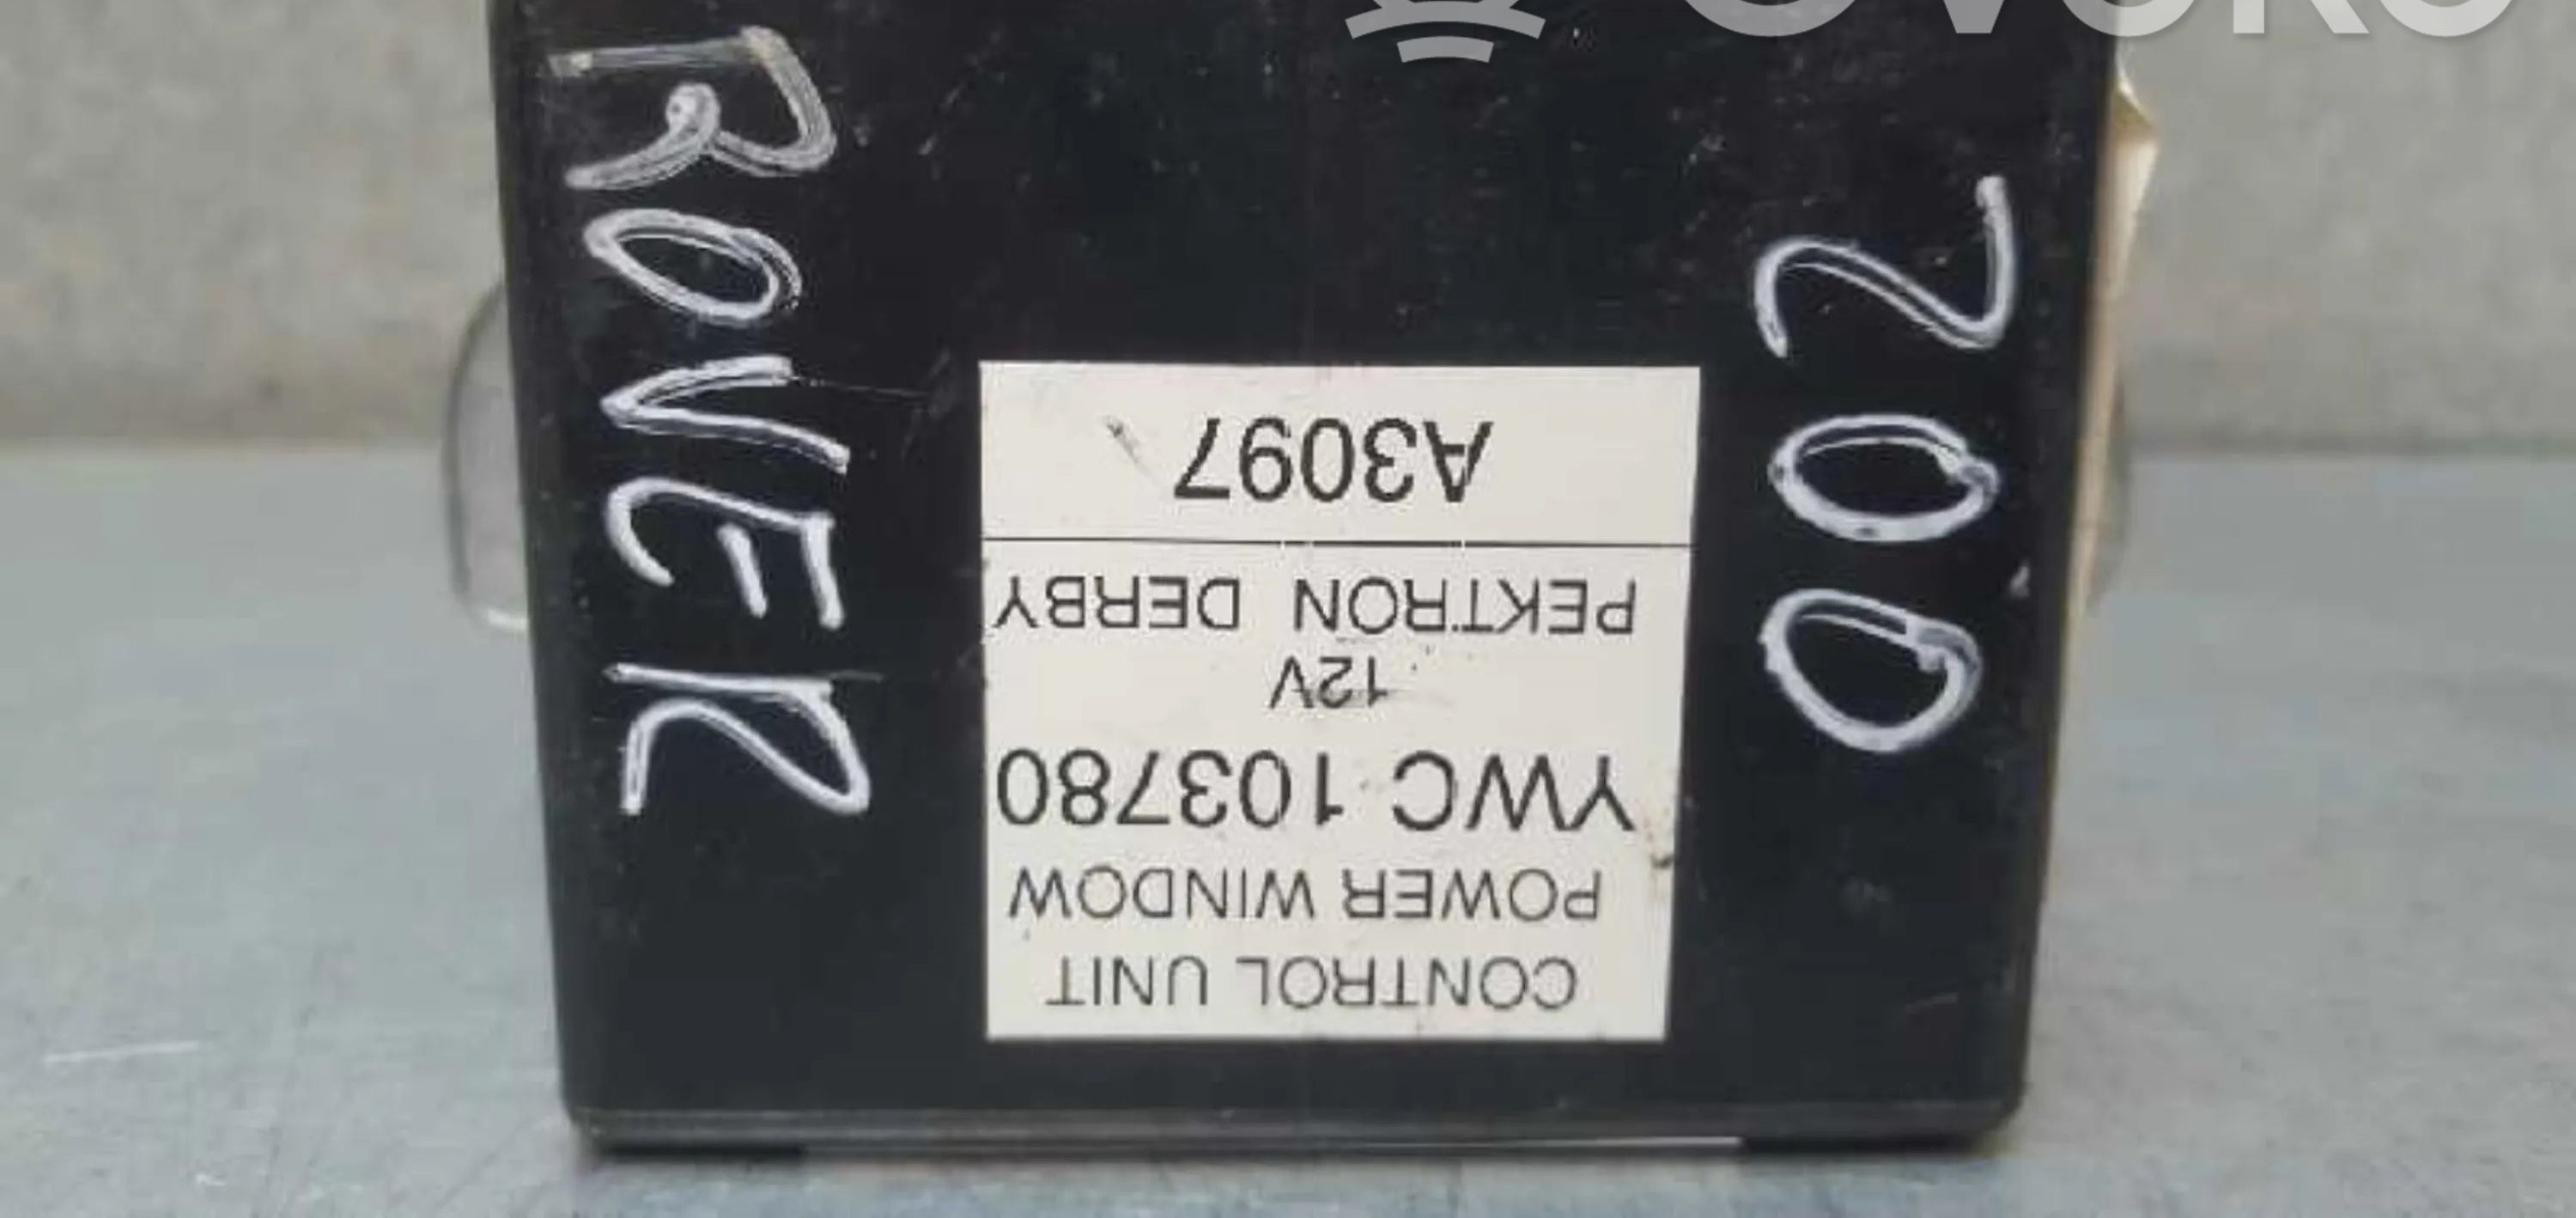 ROVER
200
CONTROL UNIT
POWER WINDOW
YWC 103780
12V
PEKTRON DERBY
A3097